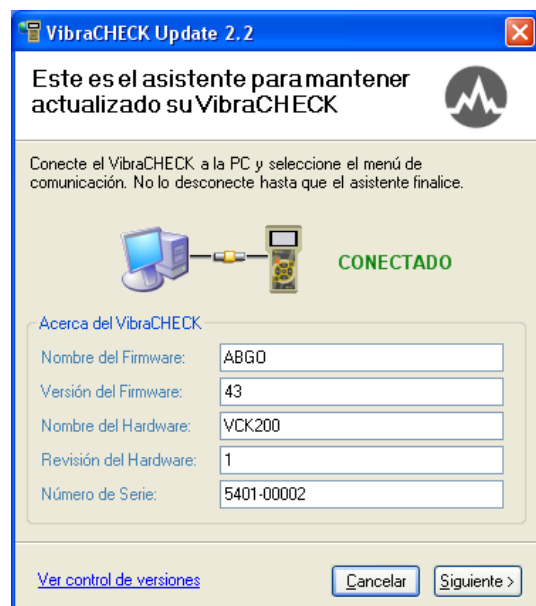 VibraCHECK Update 2.2
Este es el asistente para mantener
actualizado su VibraCHECK
Conecte el VibraCHECK a la PC y seleccione el menú de
comunicación. No lo desconecte hasta que el asistente finalice.
CONECTADO
Acerca del VibraCHECK
Nombre del Firmware: ABGO
Versión del Firmware: 43
Nombre del Hardware: VCK200
Revisión del Hardware: 1
Número de Serie: 5401-00002
Ver control de versiones Cancelar Siguiente >